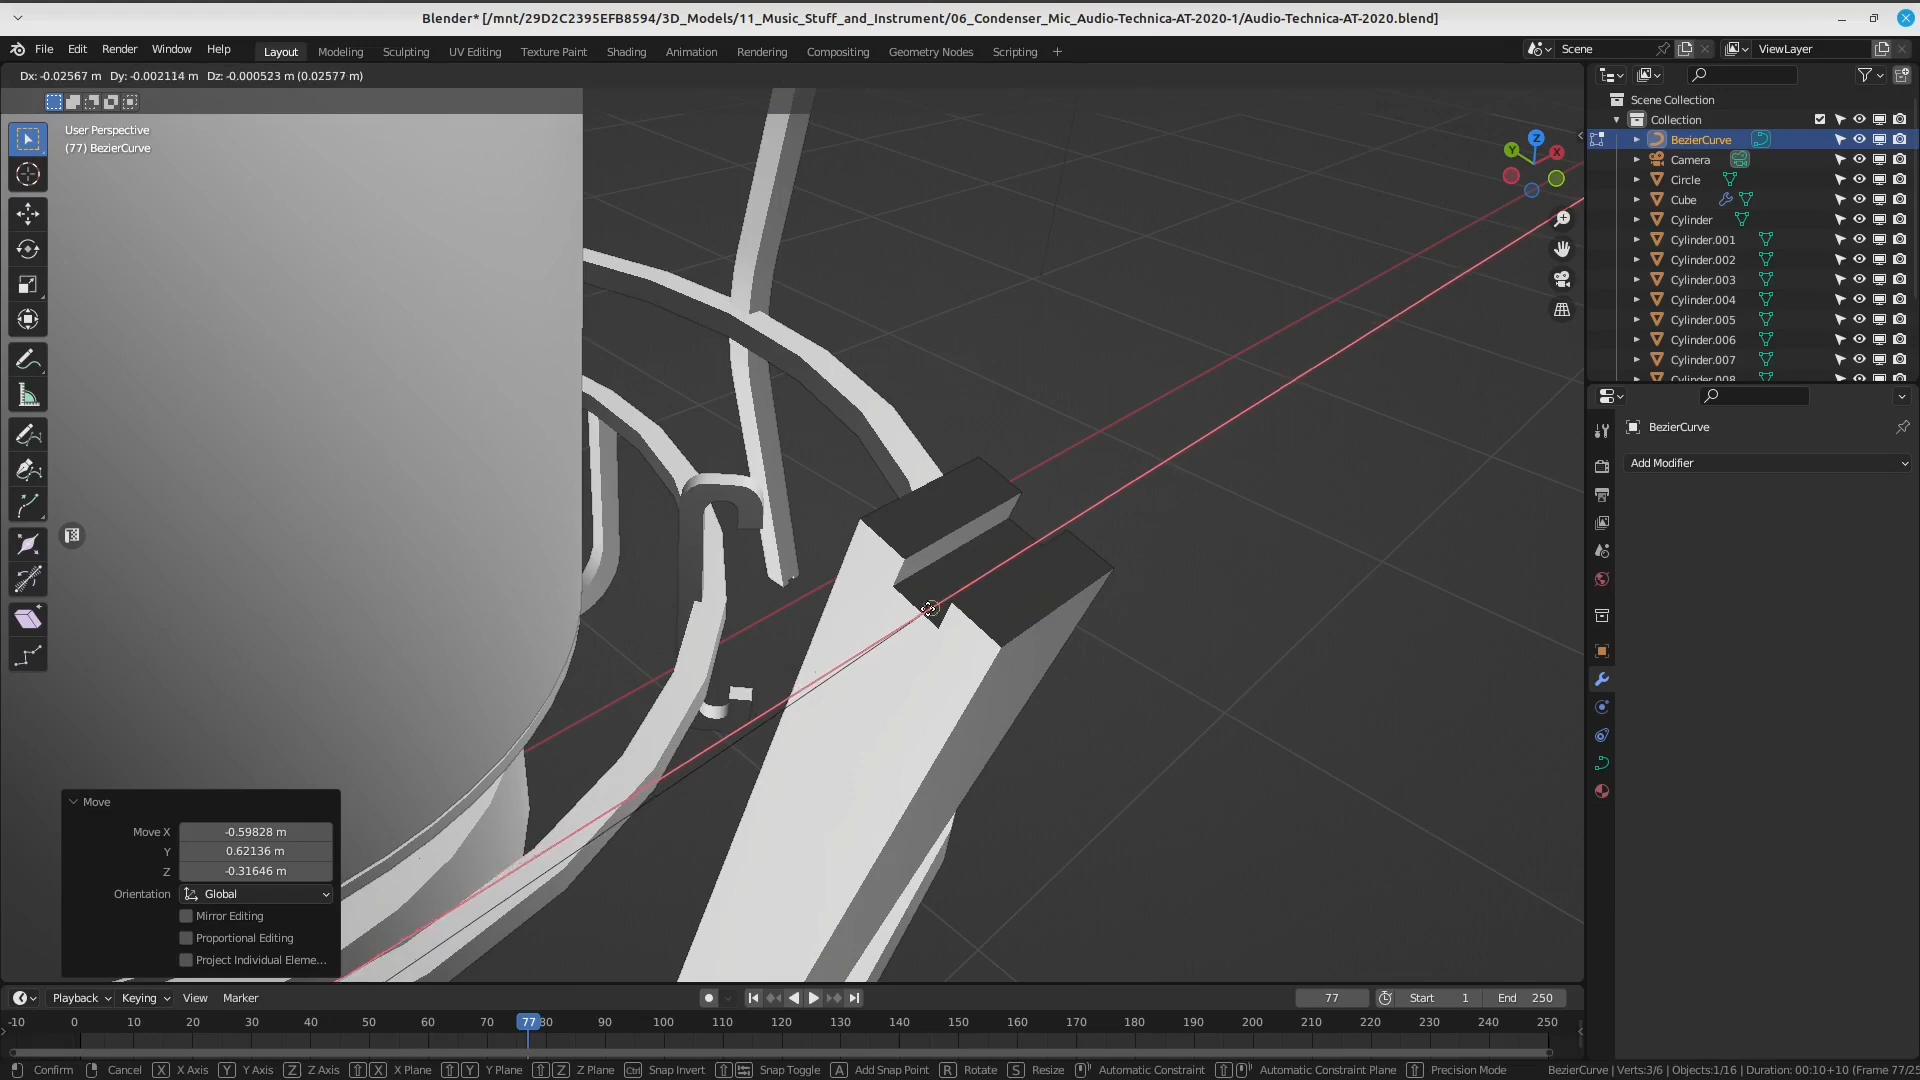 Blender* [/mnt/29D2C2395EFB8594/3D_Models/11_Music_Stuff_and_Instrument/06_Condenser_Mic_Audio-Technica-AT-2020-1/Audio-Technica-AT-2020.blend]
File Edit Render Window Help Layout Modeling Sculpting UV Editing Texture Paint Shading Animation Rendering Compositing Geometry Nodes Scripting + Scene ViewLayer
Dx: -0.02567 m Dy: -0.002114 m Dz: -0.000523 m (0.02577 m)
User Perspective
(77) BezierCurve
Z
Y
X
Scene Collection
Collection
BezierCurve
Camera
Circle
Cube
Cylinder
Cylinder.001
Cylinder.002
Cylinder.003
Cylinder.004
Cylinder.005
Cylinder.006
Cylinder.007
Cylinder.008
BezierCurve
Add Modifier
Move
Move X -0.59828 m
Y 0.62136 m
Z -0.31646 m
Orientation Global
Mirror Editing
Proportional Editing
Project Individual Eleme...
Playback Keying View Marker 77 Start 1 End 250
-10 0 10 20 30 40 50 60 70 77 80 90 100 110 120 130 140 150 160 170 180 190 200 210 220 230 240 250
Confirm Cancel X X Axis Y Y Axis Z Z Axis X X Plane Y Y Plane Z Z Plane Ctrl Snap Invert Snap Toggle A Add Snap Point R Rotate S Resize Automatic Constraint Automatic Constraint Plane Precision Mode BezierCurve | Verts:3/6 | Objects:1/16 | Duration: 00:10+10 (Frame 77/25